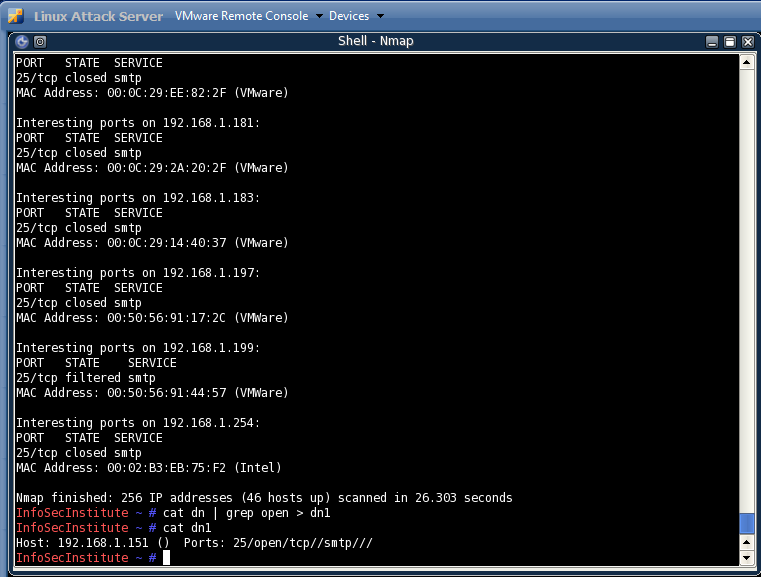 Linux Attack Server VMware Remote Console Devices
Shell - Nmap
PORT   STATE  SERVICE
25/tcp closed smtp
MAC Address: 00:0C:29:EE:82:2F (VMware)
Interesting ports on 192.168.1.181:
PORT   STATE  SERVICE
25/tcp closed smtp
MAC Address: 00:0C:29:2A:20:2F (VMware)
Interesting ports on 192.168.1.183:
PORT   STATE  SERVICE
25/tcp closed smtp
MAC Address: 00:0C:29:14:40:37 (VMware)
Interesting ports on 192.168.1.197:
PORT   STATE  SERVICE
25/tcp closed smtp
MAC Address: 00:50:56:91:17:2C (VMWare)
Interesting ports on 192.168.1.199:
PORT   STATE    SERVICE
25/tcp filtered smtp
MAC Address: 00:50:56:91:44:57 (VMWare)
Interesting ports on 192.168.1.254:
PORT   STATE  SERVICE
25/tcp closed smtp
MAC Address: 00:02:B3:EB:75:F2 (Intel)
Nmap finished: 256 IP addresses (46 hosts up) scanned in 26.303 seconds
InfoSecInstitute ~ # cat dn | grep open > dn1
InfoSecInstitute ~ # cat dn1
Host: 192.168.1.151 ()  Ports: 25/open/tcp//smtp///
InfoSecInstitute ~ #